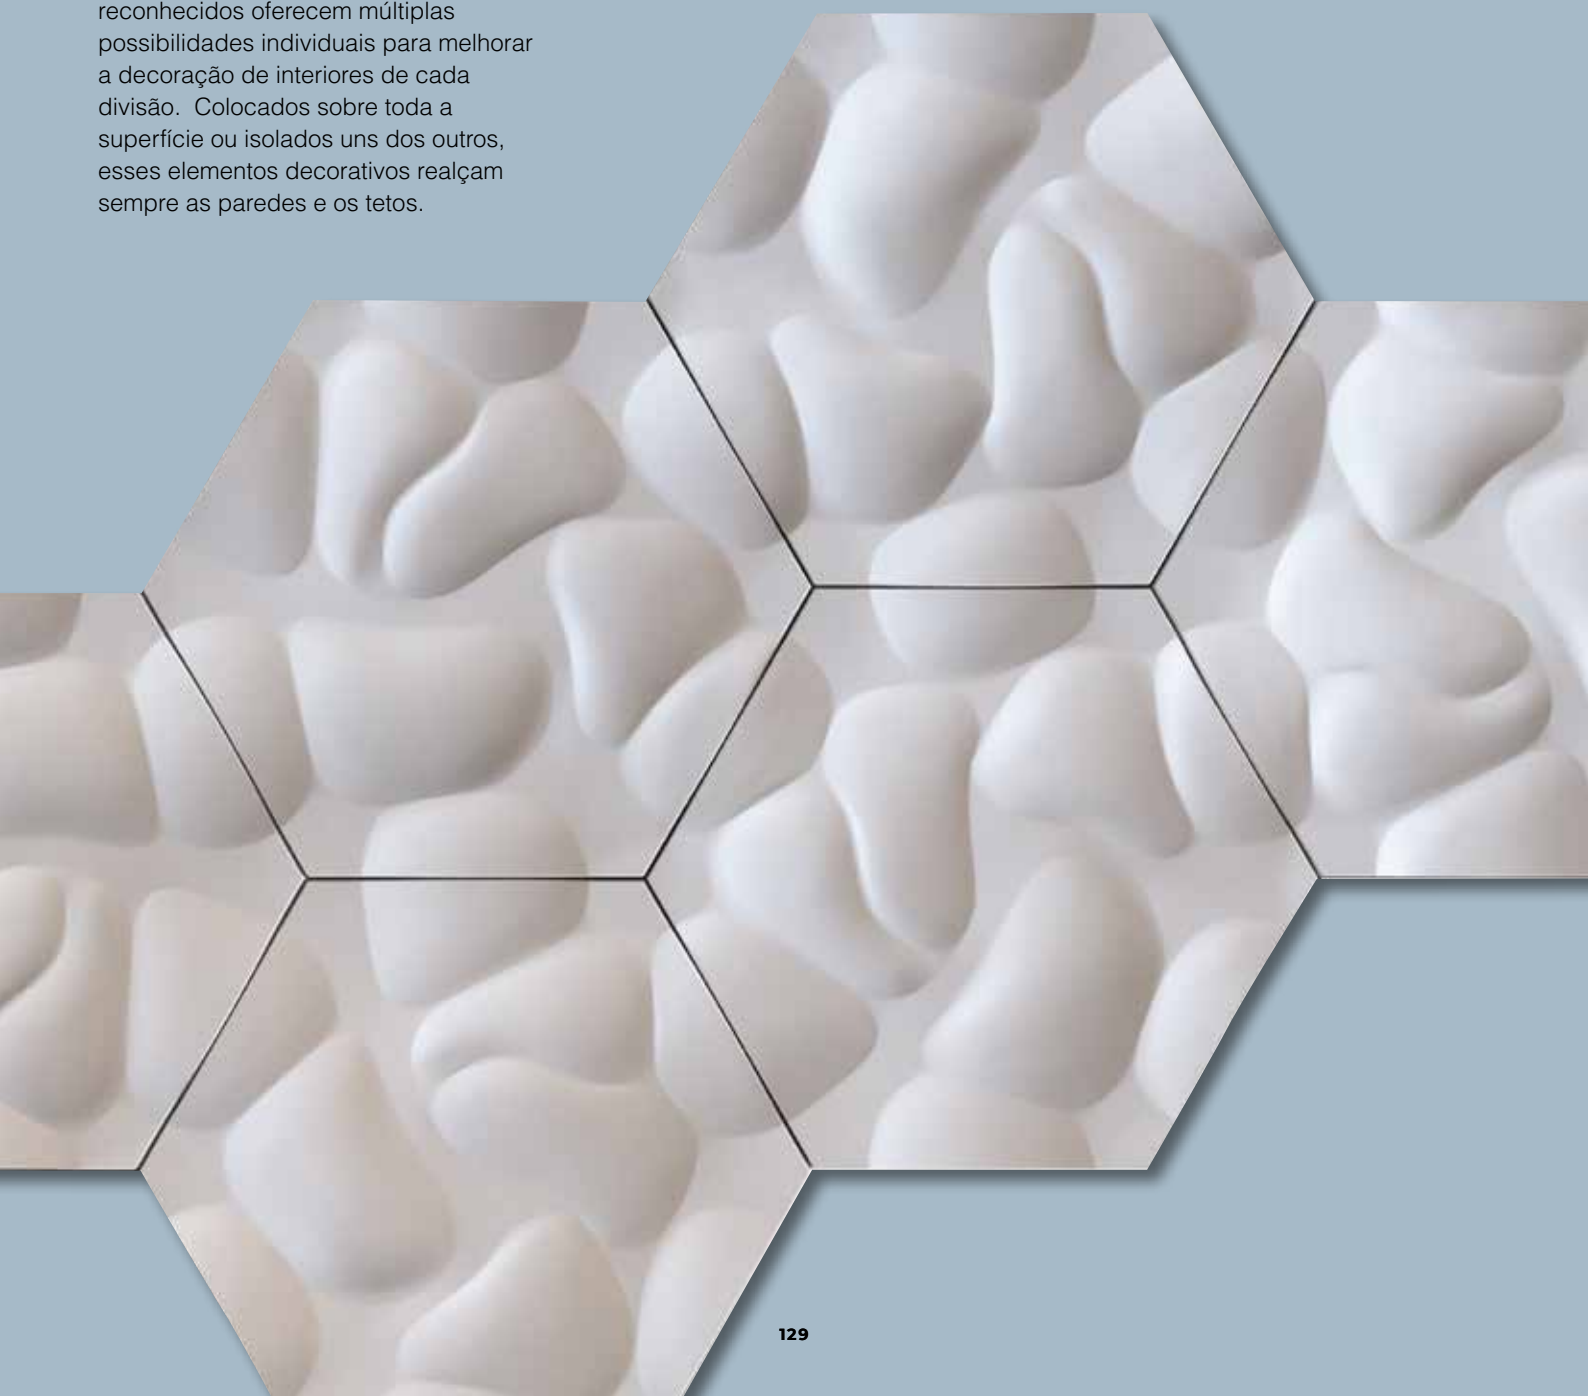 reconhecidos oferecem múltiplas
possibilidades individuais para melhorar
a decoração de interiores de cada
divisão.  Colocados sobre toda a
superfície ou isolados uns dos outros,
esses elementos decorativos realçam
sempre as paredes e os tetos.
129